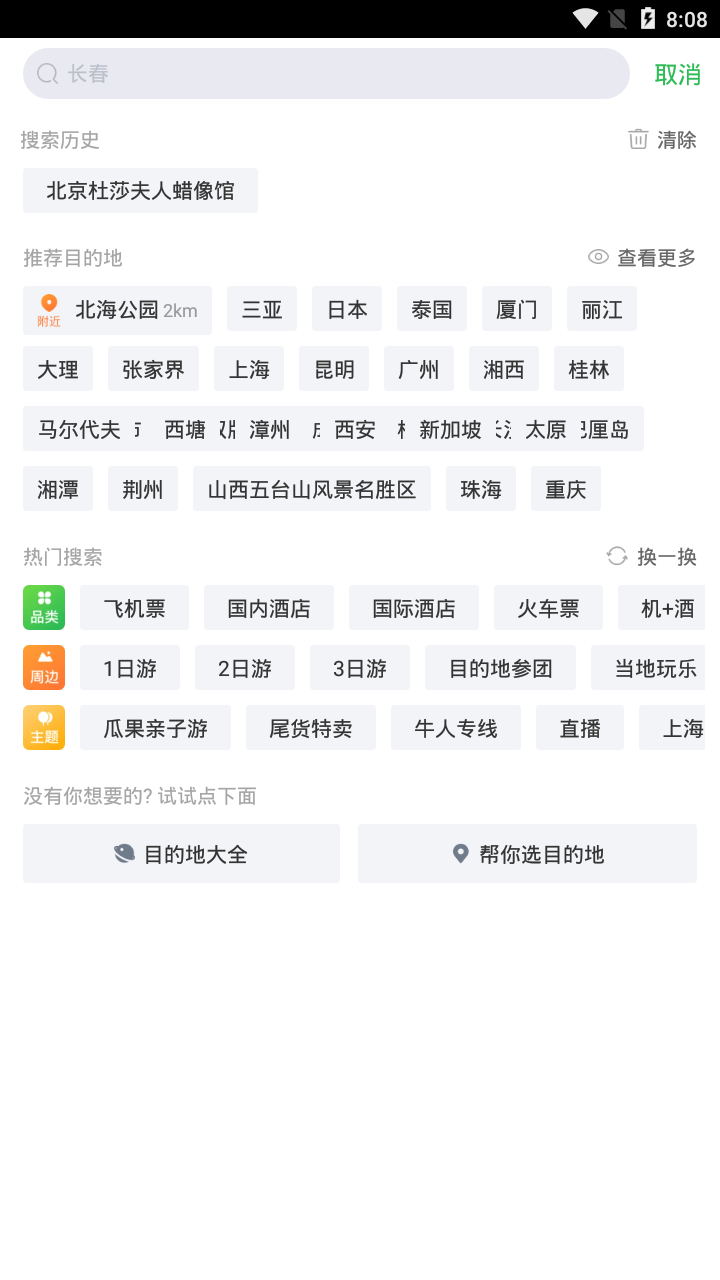 8:08
长春 取消
搜索历史 清除
北京杜莎夫人蜡像馆
推荐目的地 查看更多
附近 北海公园 2km 三亚 日本 泰国 厦门 丽江
大理 张家界 上海 昆明 广州 湘西 桂林
马尔代夫 西塘 漳州 西安 新加坡 太原 厘岛
湘潭 荆州 山西五台山风景名胜区 珠海 重庆
热门搜索 换一换
品类 飞机票 国内酒店 国际酒店 火车票 机+酒
周边 1日游 2日游 3日游 目的地参团 当地玩乐
主题 瓜果亲子游 尾货特卖 牛人专线 直播 上海
没有你想要的? 试试点下面
目的地大全 帮你选目的地